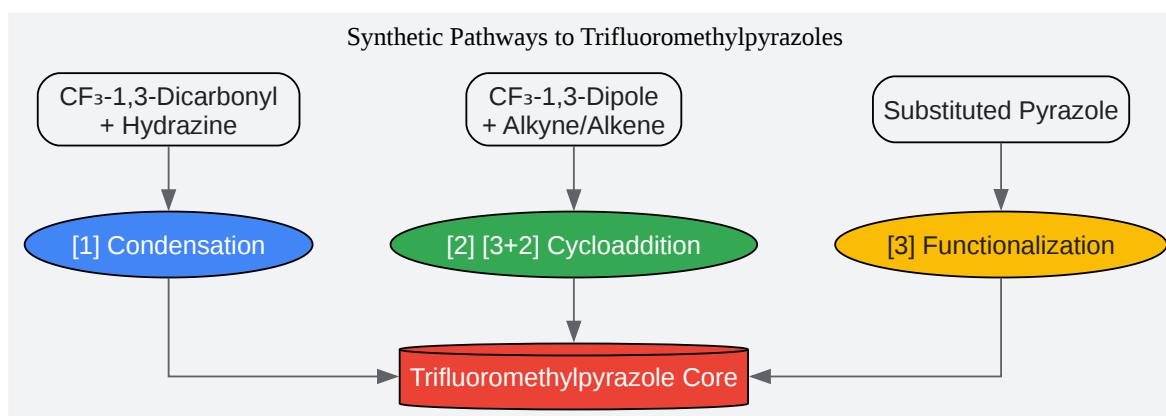 Synthetic Pathways to Trifluoromethylpyrazoles
CF₃-1,3-Dicarbonyl
+ Hydrazine
CF₃-1,3-Dipole
+ Alkyne/Alkene
Substituted Pyrazole
[1] Condensation
[2] [3+2] Cycloaddition
[3] Functionalization
Trifluoromethylpyrazole Core